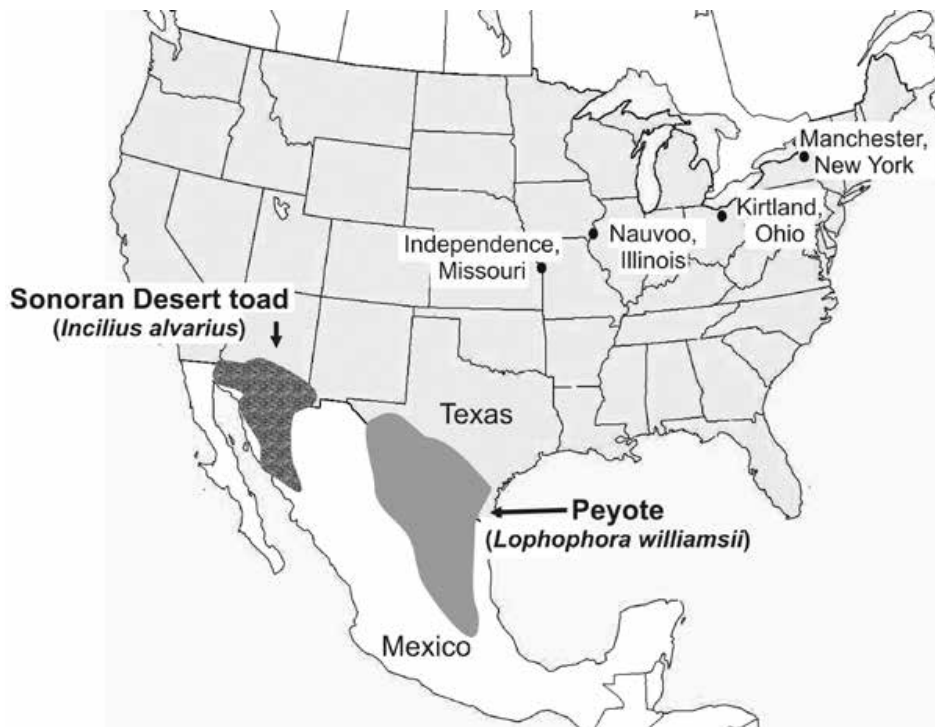 Manchester,
New York
Kirtland,
Ohio
Nauvoo,
Illinois
Independence,
Missouri
Sonoran Desert toad
(Incilius alvarius)
Texas
Peyote
(Lophophora williamsii)
Mexico